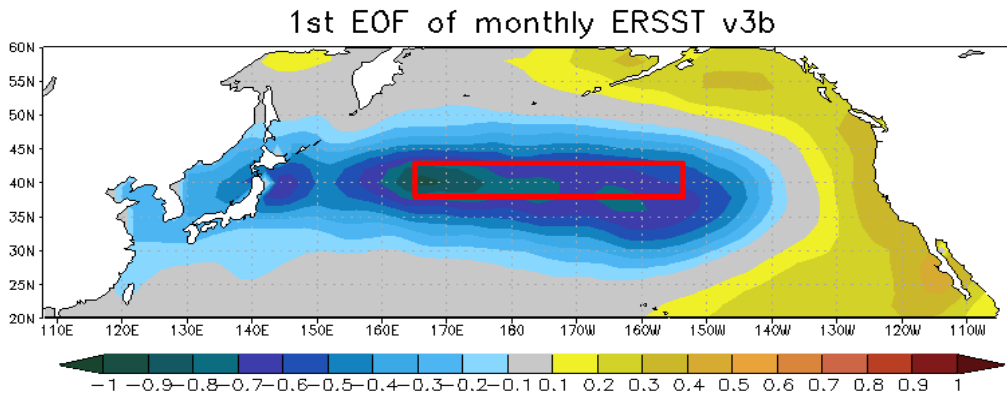 1st EOF of monthly ERSST v3b
60N
55N
50N
45N
40N
35N
30N
25N
20N
110E 120E 130E 140E 150E 160E 170E 180 170W 160W 150W 140W 130W 120W 110W
-1 -0.9 -0.8 -0.7 -0.6 -0.5 -0.4 -0.3 -0.2 -0.1 0.1 0.2 0.3 0.4 0.5 0.6 0.7 0.8 0.9 1